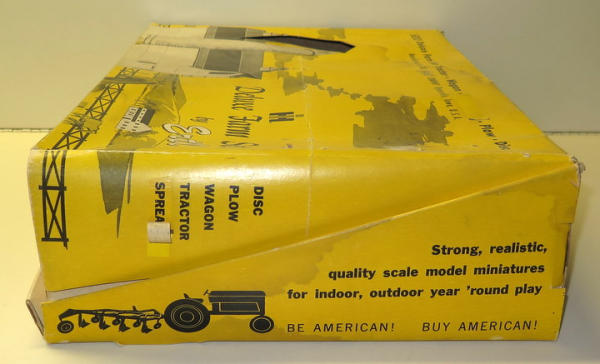 Deluxe Farm S
by
DISC
PLOW
WAGON
TRACTOR
SPREA
Strong, realistic,
quality scale model miniatures
for indoor, outdoor year 'round play
BE AMERICAN! BUY AMERICAN!